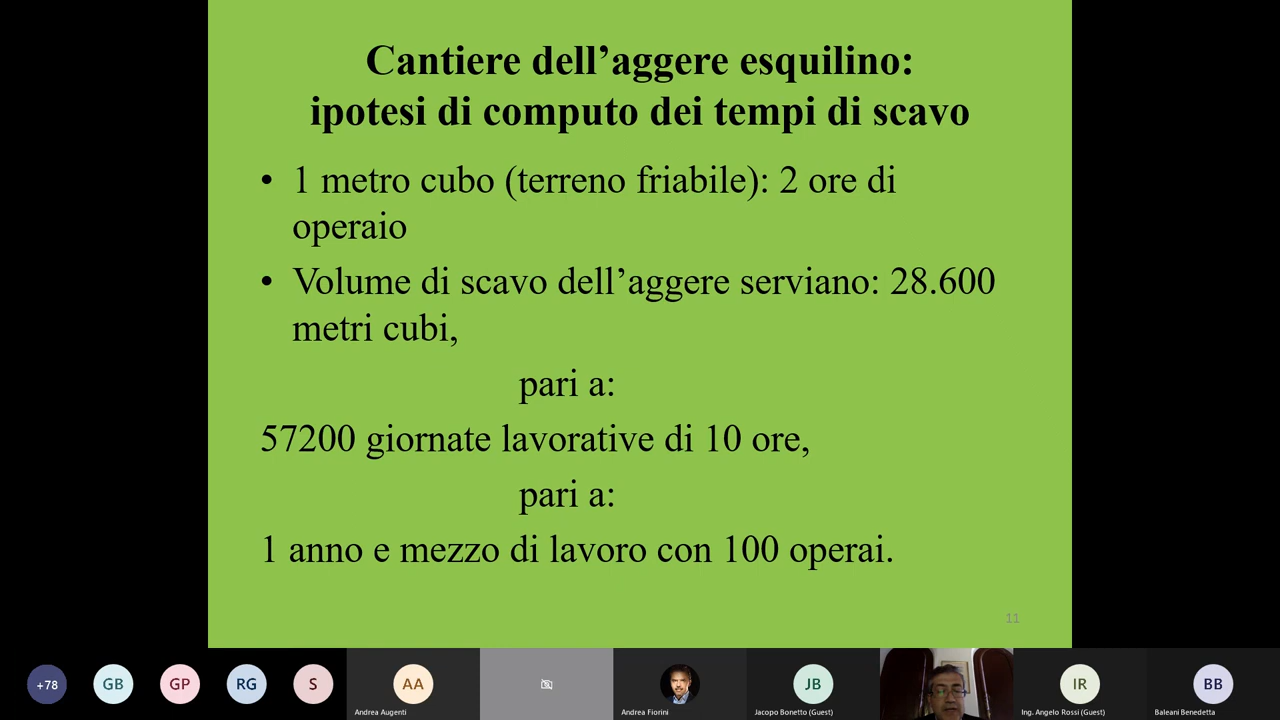 Cantiere dell’aggere esquilino:
ipotesi di computo dei tempi di scavo
• 1 metro cubo (terreno friabile): 2 ore di
operaio
• Volume di scavo dell’aggere serviano: 28.600
metri cubi,
pari a:
57200 giornate lavorative di 10 ore,
pari a:
1 anno e mezzo di lavoro con 100 operai.
11
+78
GB
GP
RG
S
AA
JB
IR
BB
Andrea Augenti
Andrea Fiorini
Jacopo Bonetto (Guest)
Ing. Angelo Rossi (Guest)
Baleani Benedetta